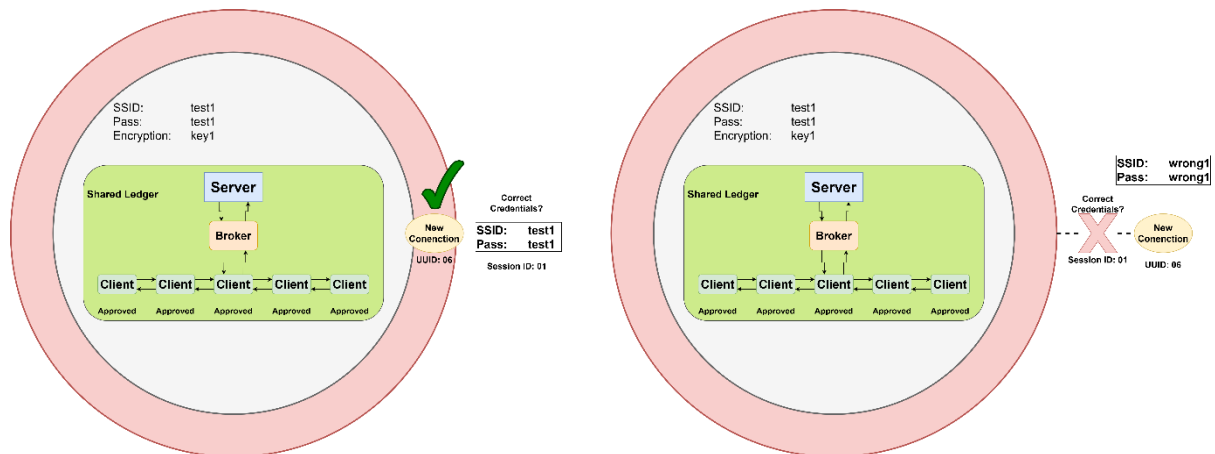 SSID: test1
Pass: test1
Encryption: key1
Shared Ledger
Server
Broker
Client Client Client Client Client
Approved Approved Approved Approved Approved
New
Conenction
UUID: 06
Correct
Credentials?
SSID: test1
Pass: test1
Session ID: 01
SSID: test1
Pass: test1
Encryption: key1
Shared Ledger
Server
Broker
Client Client Client Client Client
Approved Approved Approved Approved Approved
SSID: wrong1
Pass: wrong1
Correct
Credentials?
Session ID: 01
New
Conenction
UUID: 06